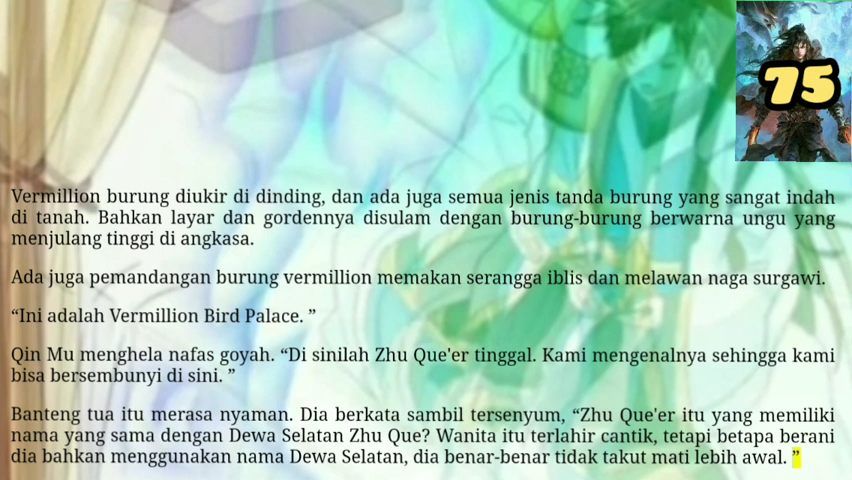 75
Vermillion burung diukir di dinding, dan ada juga semua jenis tanda burung yang sangat indah
di tanah. Bahkan layar dan gordennya disulam dengan burung-burung berwarna ungu yang
menjulang tinggi di angkasa.
Ada juga pemandangan burung vermillion memakan serangga iblis dan melawan naga surgawi.
“Ini adalah Vermillion Bird Palace. ”
Qin Mu menghela nafas goyah. “Di sinilah Zhu Que'er tinggal. Kami mengenalnya sehingga kami
bisa bersembunyi di sini. ”
Banteng tua itu merasa nyaman. Dia berkata sambil tersenyum, “Zhu Que'er itu yang memiliki
nama yang sama dengan Dewa Selatan Zhu Que? Wanita itu terlahir cantik, tetapi betapa berani
dia bahkan menggunakan nama Dewa Selatan, dia benar-benar tidak takut mati lebih awal. ”